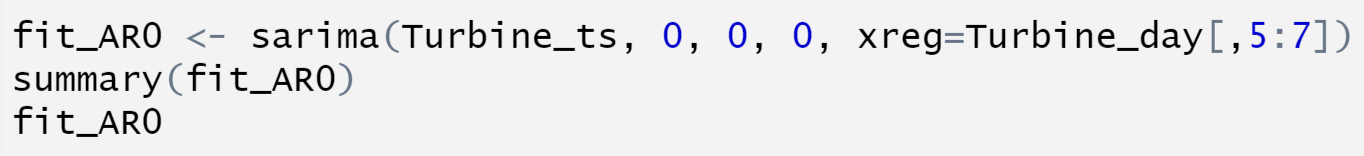 fit_AR0 <- sarima(Turbine_ts, 0, 0, 0, xreg=Turbine_day[,5:7])
summary(fit_AR0)
fit_AR0